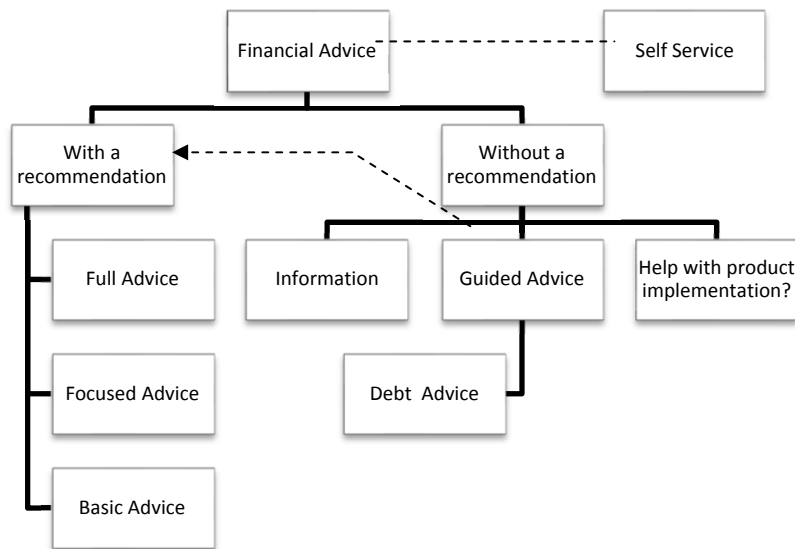 Financial Advice
Self Service
With a
recommendation
Without a
recommendation
Full Advice
Information
Guided Advice
Help with product
implementation?
Focused Advice
Debt Advice
Basic Advice